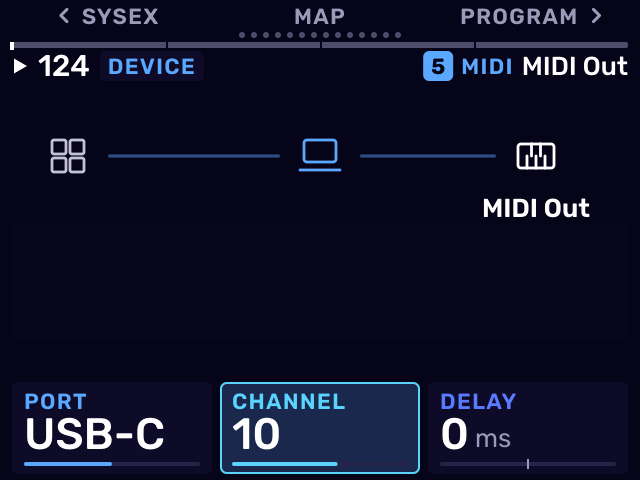 SYSEX MAP PROGRAM
124 DEVICE 5 MIDI MIDI Out
MIDI Out
PORT CHANNEL DELAY
USB-C 10 0 ms